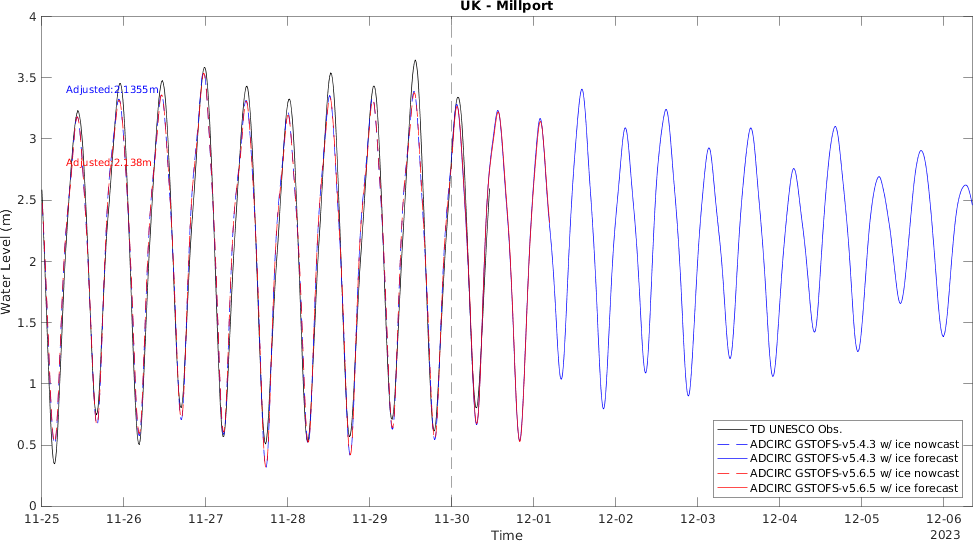 UK - Millport
4
3.5
3
2.5
2
1.5
1
0.5
0
Water Level (m)
Adjusted:2.1355m
Adjusted:2.138m
TD UNESCO Obs.
ADCIRC GSTOFS-v5.4.3 w/ ice nowcast
ADCIRC GSTOFS-v5.4.3 w/ ice forecast
ADCIRC GSTOFS-v5.6.5 w/ ice nowcast
ADCIRC GSTOFS-v5.6.5 w/ ice forecast
11-25 11-26 11-27 11-28 11-29 11-30 12-01 12-02 12-03 12-04 12-05 12-06
Time
2023